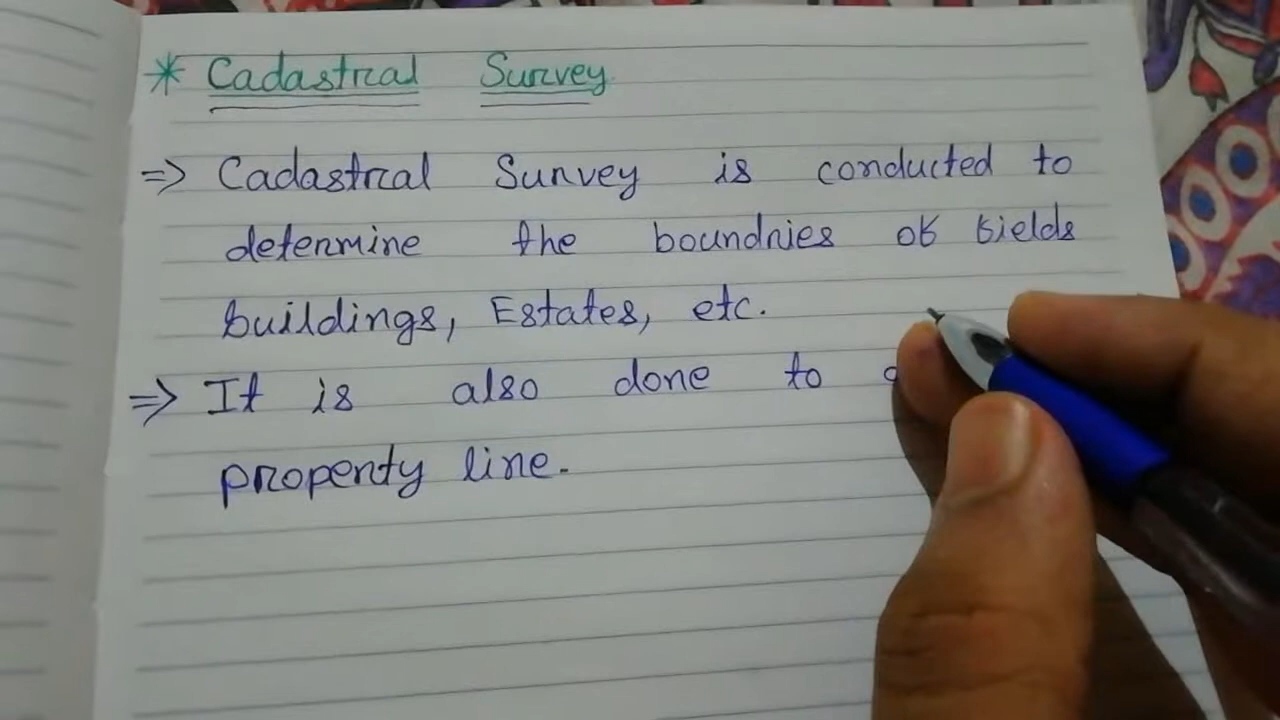 * Cadastral Survey
=> Cadastral Survey is conducted to
determine the boundries of fields
buildings, Estates, etc.
=> It is also done to
property line.